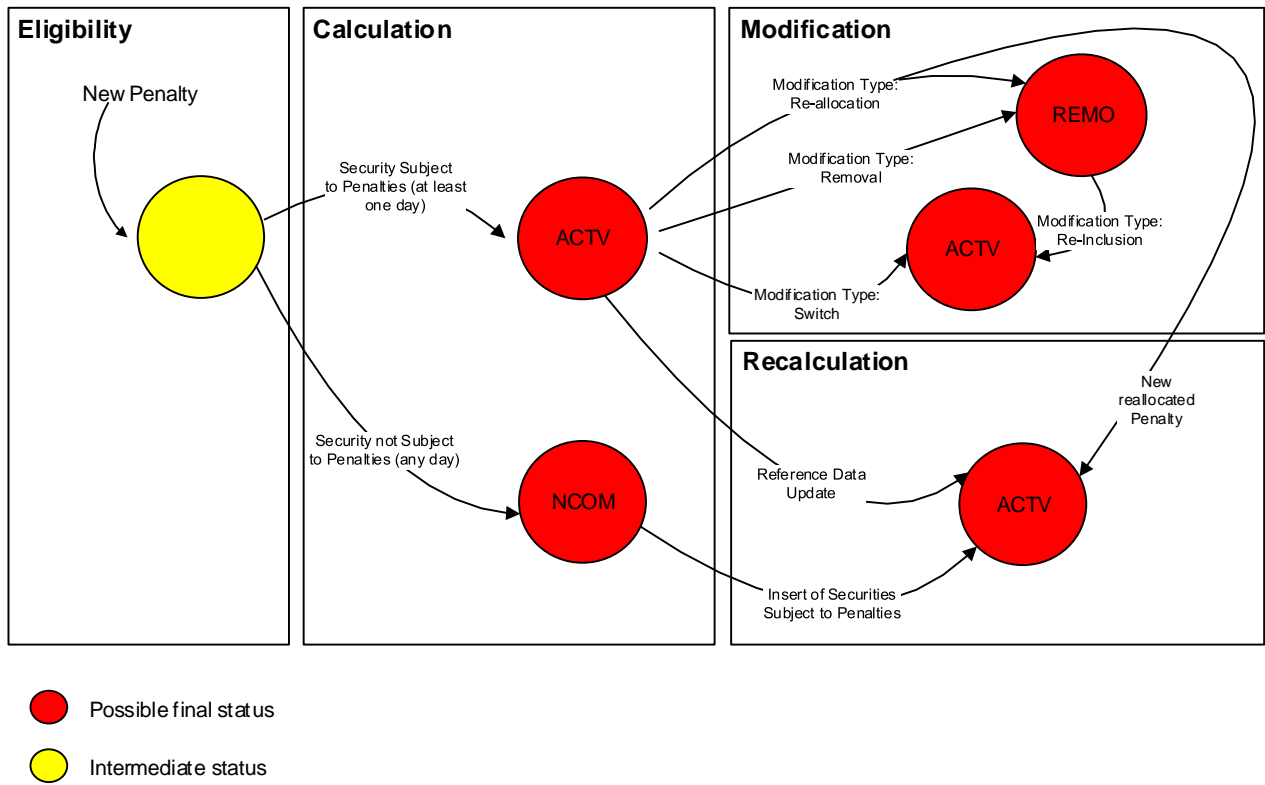 Eligibility
New Penalty
Calculation
Security Subject
to Penalties (at least
one day)
ACTV
Security not Subject
to Penalties (any day)
NCOM
Modification
Modification Type:
Re-allocation
REMO
Modification Type:
Removal
ACTV
Modification Type:
Re-Inclusion
Modification Type:
Switch
Recalculation
New
reallocated
Penalty
Reference Data
Update
ACTV
Insert of Securities
Subject to Penalties
Possible final status
Intermediate status